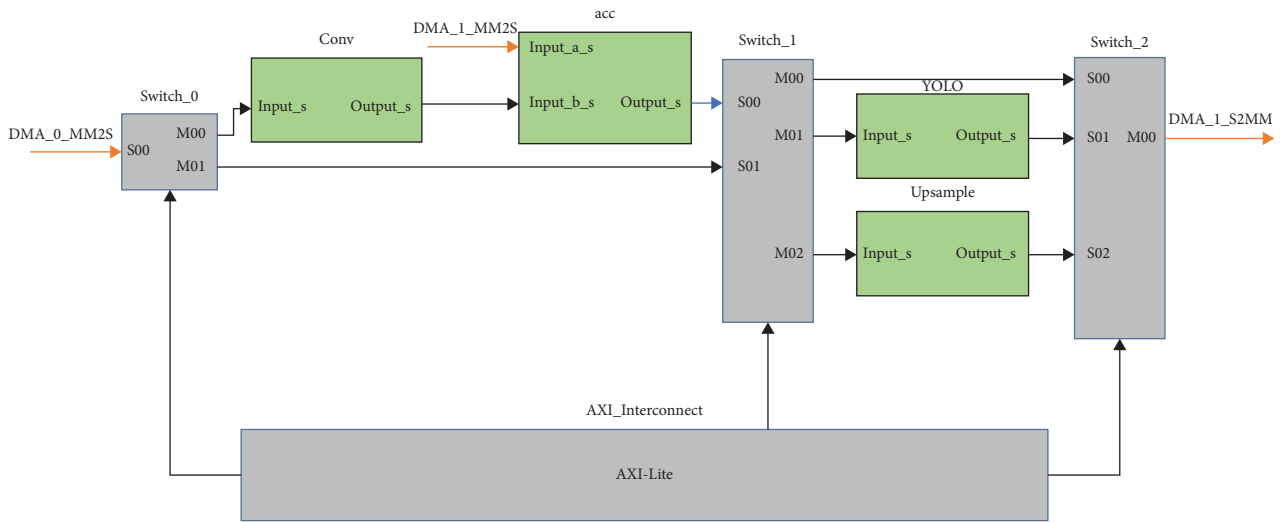 acc
DMA_1_MM2S
Conv
Input_a_s
Switch_1
Switch_2
M00
S00
YOLO
Switch_0
Input_s
Output_s
Input_b_s
Output_s
S00
DMA_0_MM2S
M00
M01
Input_s
Output_s
S01
M00
DMA_1_S2MM
S00
M01
S01
Upsample
M02
Input_s
Output_s
S02
AXI_Interconnect
AXI-Lite